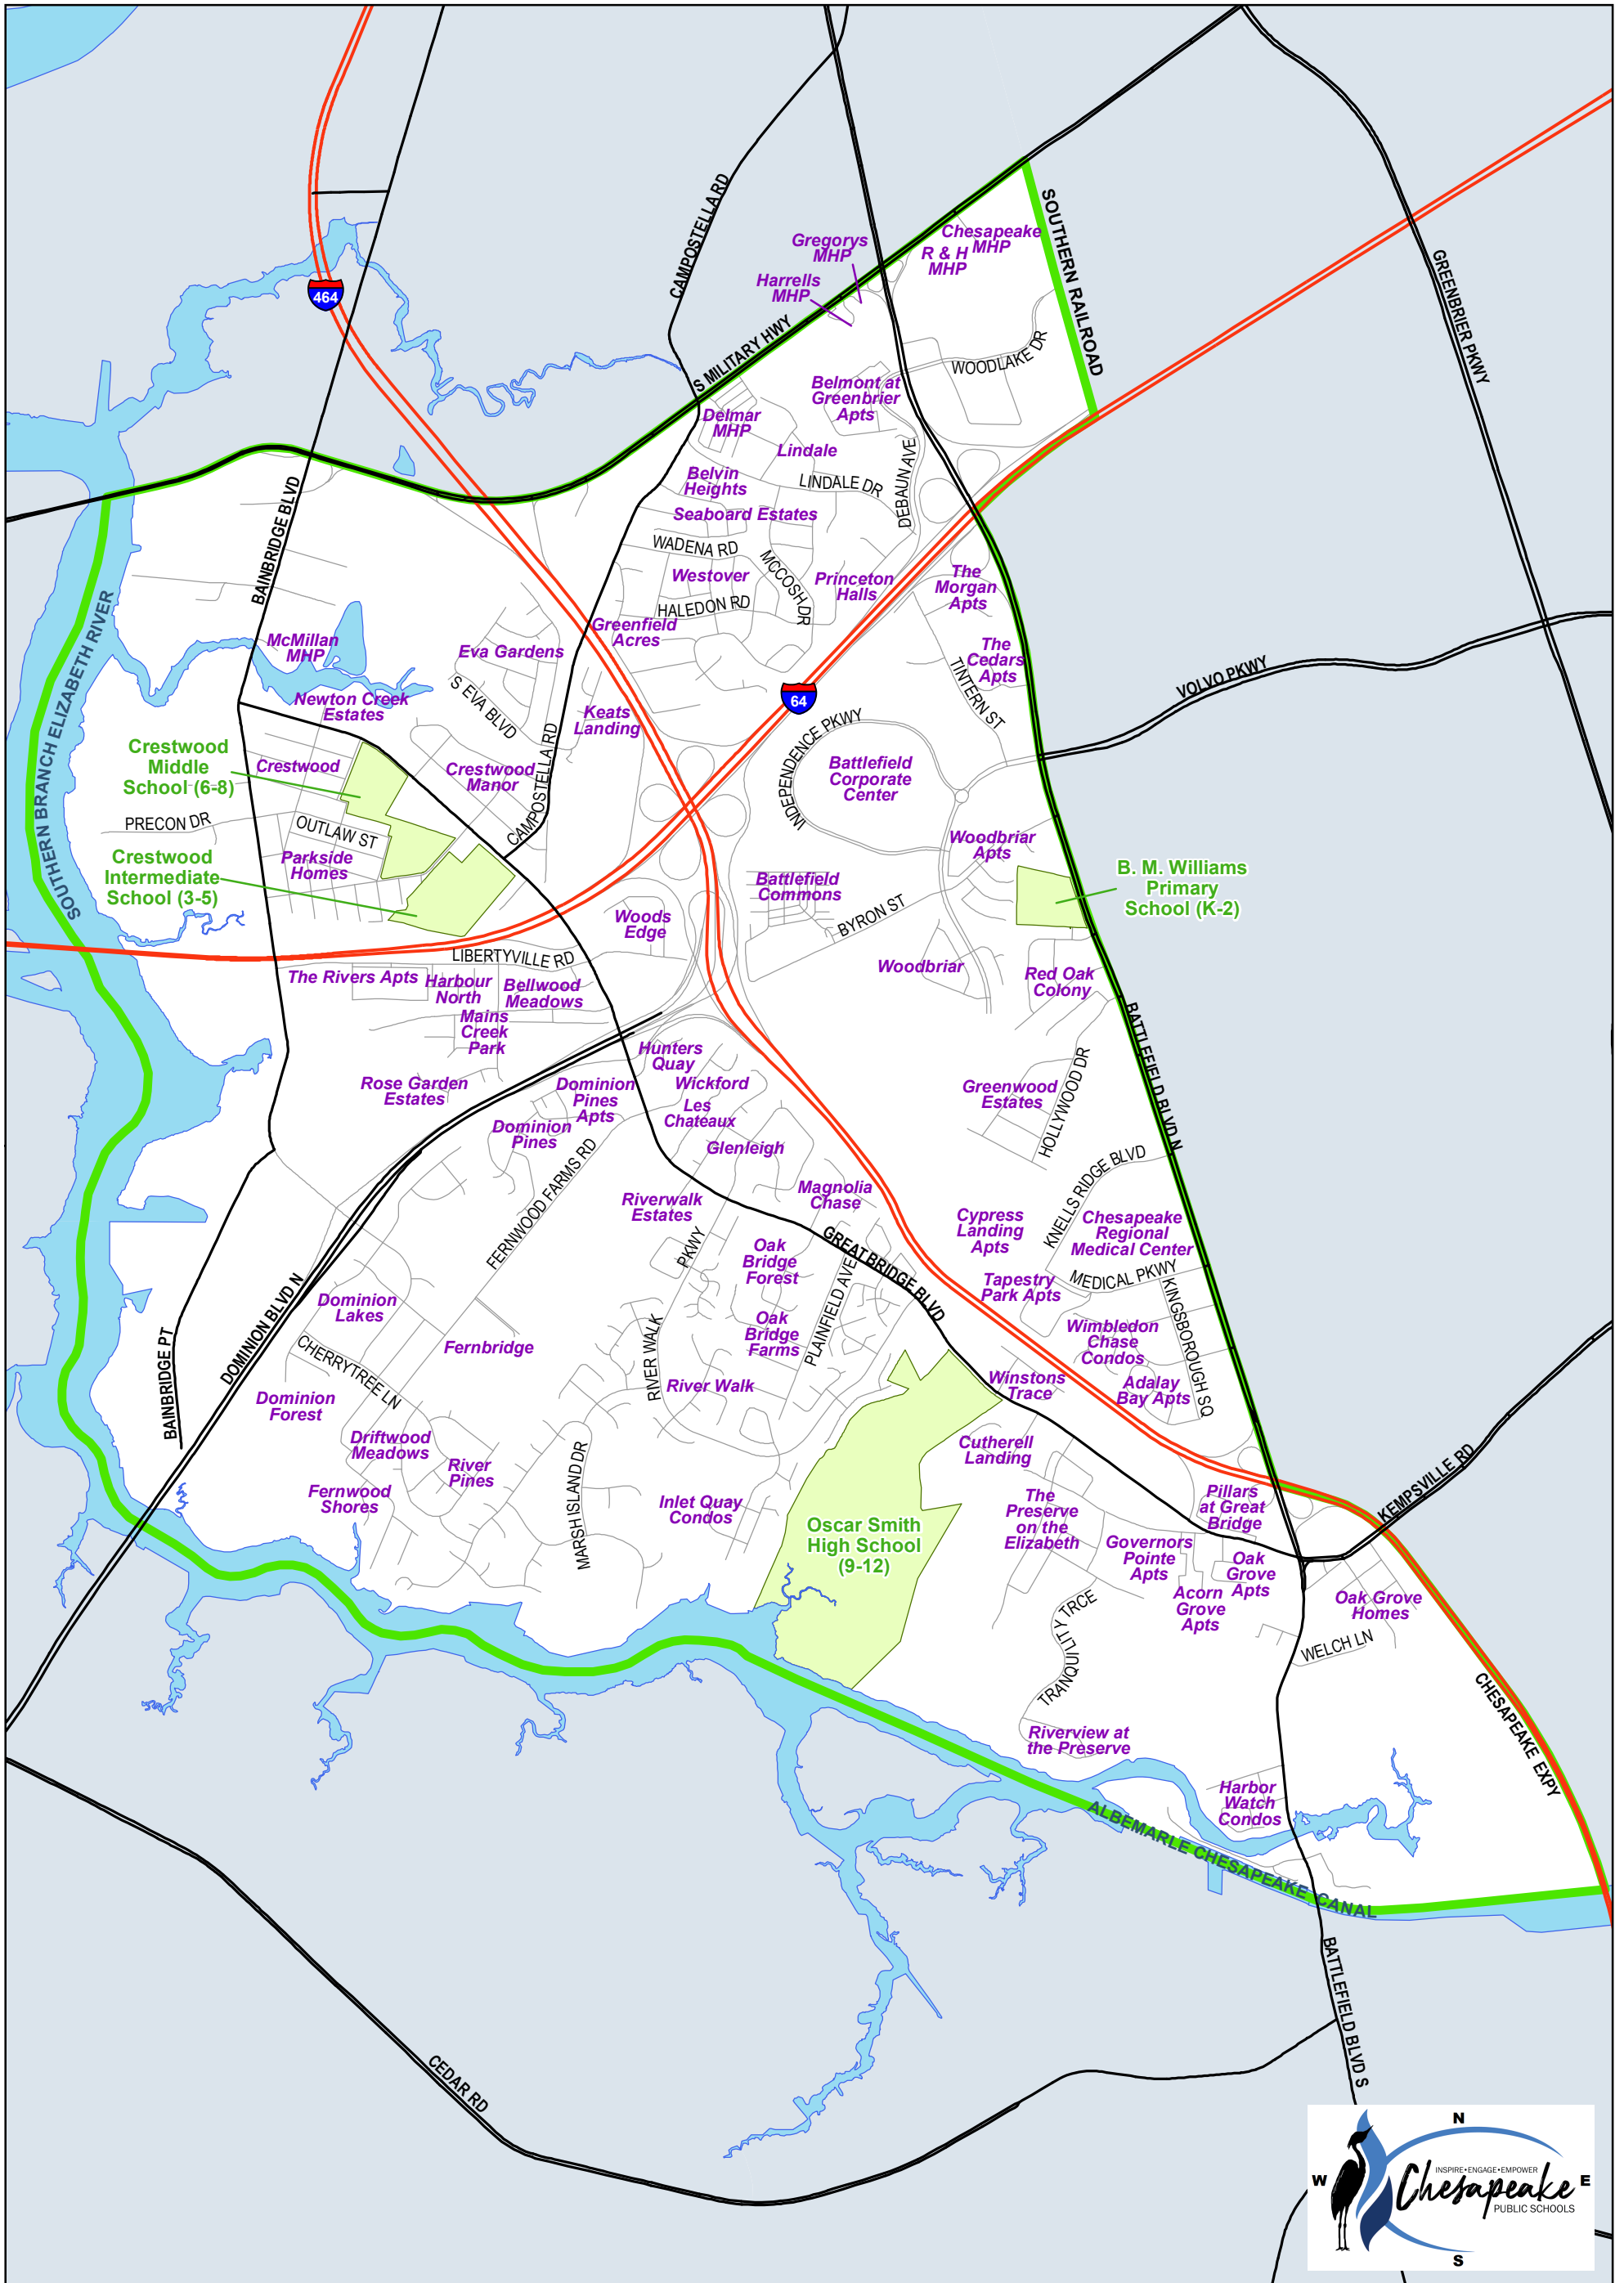 CAMPOSTELLA RD
SOUTHERN RAILROAD
GREENBRIER PKWY
Gregorys
MHP
Chesapeake
MHP
R & H
MHP
Harrells
MHP
464
S MILITARY HWY
WOODLAKE DR
Belmont at
Greenbrier
Apts
Delmar
MHP
Lindale
Belvin
Heights
LINDALE DR
DEBAUN AVE
BAINBRIDGE BLVD
Seaboard Estates
WADENA RD
MCCOSH DR
Westover
Princeton
Halls
The
Morgan
Apts
HALEDON RD
SOUTHERN BRANCH ELIZABETH RIVER
McMillan
MHP
Eva Gardens
Greenfield
Acres
The
Cedars
Apts
TINTERN ST
VOLVO PKWY
64
Newton Creek
Estates
S EVA BLVD
Keats
Landing
INDEPENDENCE PKWY
Crestwood
Middle
School (6-8)
Crestwood
Crestwood
Manor
CAMPOSTELLA RD
Battlefield
Corporate
Center
PRECON DR
OUTLAW ST
Woodbriar
Apts
Crestwood
Intermediate
School (3-5)
Parkside
Homes
B. M. Williams
Primary
School (K-2)
Battlefield
Commons
BYRON ST
Woods
Edge
LIBERTYVILLE RD
Woodbriar
Red Oak
Colony
The Rivers Apts
Harbour
North
Bellwood
Meadows
Mains
Creek
Park
BATTLEFIELD BLVD N
Hunters
Quay
Rose Garden
Estates
Dominion
Pines
Apts
Wickford
Les
Chateaux
Greenwood
Estates
HOLLYWOOD DR
Dominion
Pines
Glenleigh
FERNWOOD FARMS RD
KNELLS RIDGE BLVD
Riverwalk
Estates
Magnolia
Chase
Cypress
Landing
Apts
Chesapeake
Regional
Medical Center
PKWY
Oak
Bridge
Forest
GREAT BRIDGE BLVD
MEDICAL PKWY
Tapestry
Park Apts
KINGSBOROUGH SQ
DOMINION BLVD N
Dominion
Lakes
PLAINFIELD AVE
BAINBRIDGE PT
CHERRYTREE LN
Fernbridge
RIVER WALK
Oak
Bridge
Farms
Wimbledon
Chase
Condos
River Walk
Winstons
Trace
Adalay
Bay Apts
Dominion
Forest
Driftwood
Meadows
River
Pines
MARSH ISLAND DR
Cutherell
Landing
KEMPSVILLE RD
Fernwood
Shores
Inlet Quay
Condos
The
Preserve
on the
Elizabeth
Pillars
at Great
Bridge
Oscar Smith
High School
(9-12)
Governors
Pointe
Apts
Oak
Grove
Apts
Acorn
Grove
Apts
Oak Grove
Homes
TRANQUILITY TRCE
WELCH LN
CHESAPEAKE EXPY
Riverview at
the Preserve
Harbor
Watch
Condos
ALBEMARLE CHESAPEAKE CANAL
BATTLEFIELD BLVD S
CEDAR RD
N
W
E
S
INSPIRE•ENGAGE•EMPOWER
Chesapeake
PUBLIC SCHOOLS